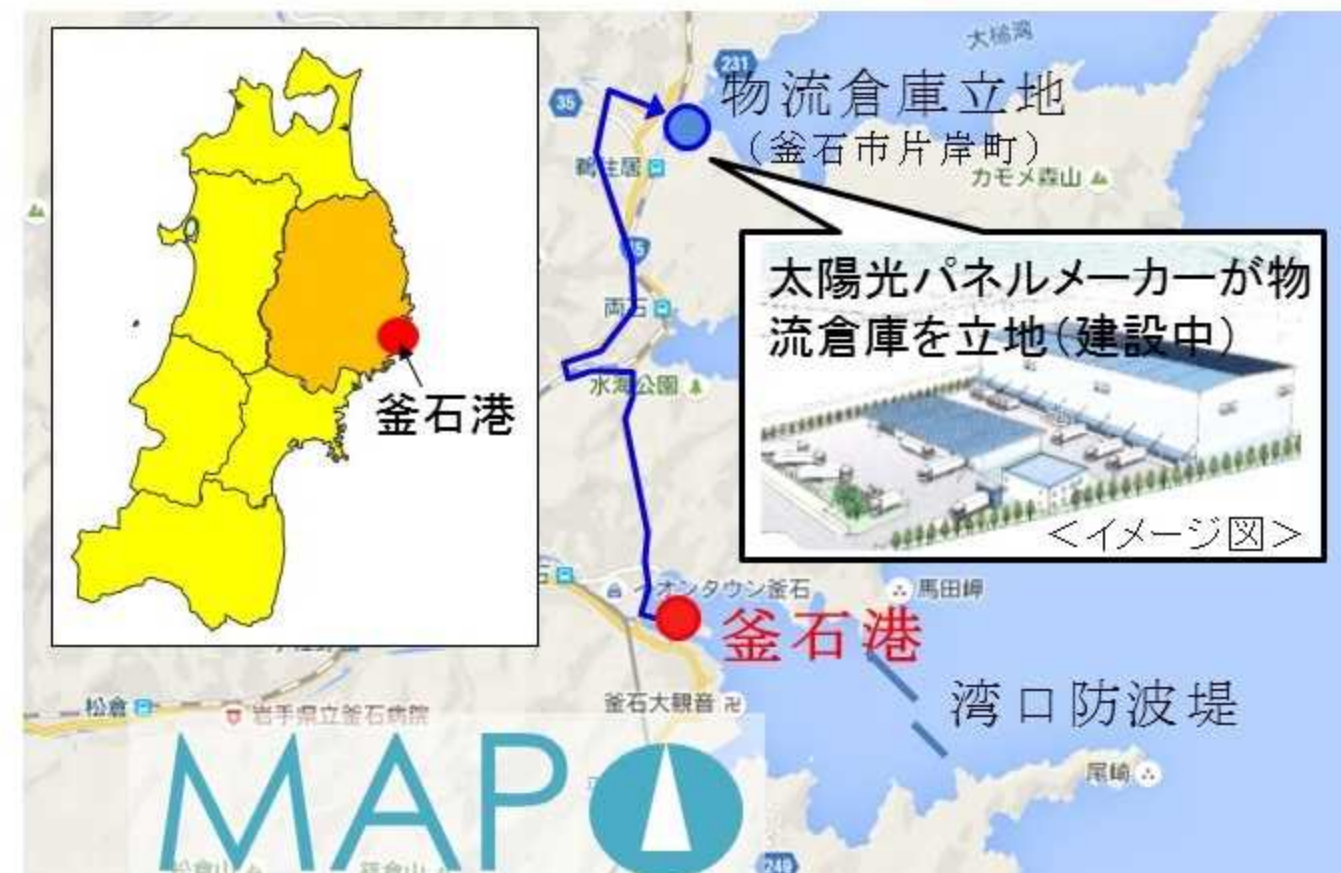 大槌湾
231
物流倉庫立地
35
(釜石市片岸町)
鵜住居
カモメ森山
45
太陽光パネルメーカーが物
流倉庫を立地(建設中)
両石
水海公園
釜石港
<イメージ図>
石
イオンタウン釜石
馬田岬
釜石港
松倉
岩手県立釜石病院
釜石大観音
湾口防波堤
尾崎
MAP
249